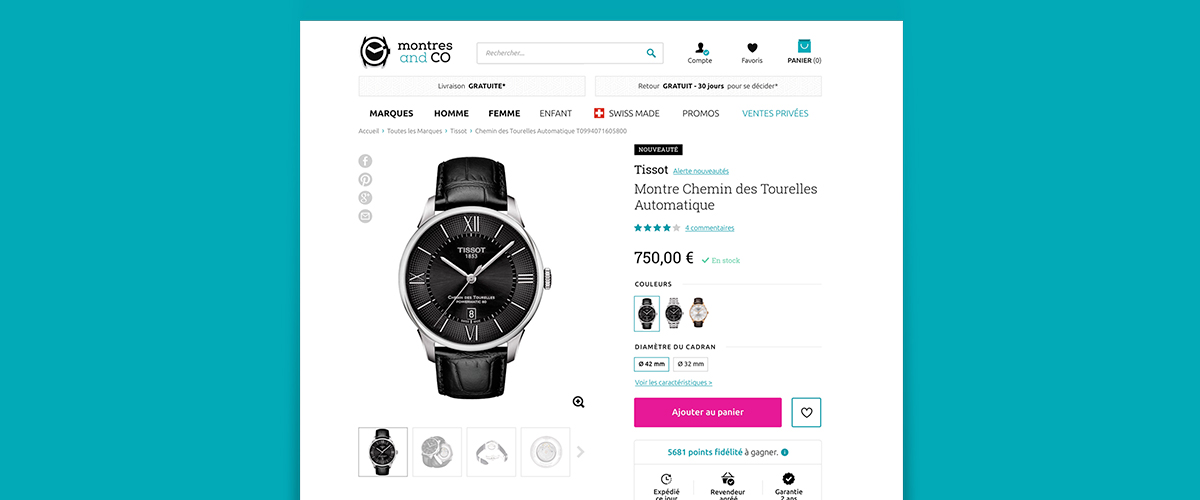 montres
and CO
Rechercher...
Compte
Favoris
PANIER (0)
Livraison GRATUITE*
Retour GRATUIT - 30 jours pour se décider*
MARQUES HOMME FEMME ENFANT SWISS MADE PROMOS VENTES PRIVÉES
Accueil > Toutes les Marques > Tissot > Chemin des Tourelles Automatique T0994071605800
NOUVEAUTÉ
Tissot Alerte nouveautés
Montre Chemin des Tourelles
Automatique
4 commentaires
750,00 € En stock
COULEURS
DIAMÈTRE DU CADRAN
Ø 42 mm Ø 32 mm
Voir les caractéristiques >
Ajouter au panier
5681 points fidélité à gagner.
Expédié
ce jour
Revendeur
agréé
Garantie
2 ans
XII
TISSOT
1853
CHEMIN DES TOURELLES
POWERMATIC 80
8
VI